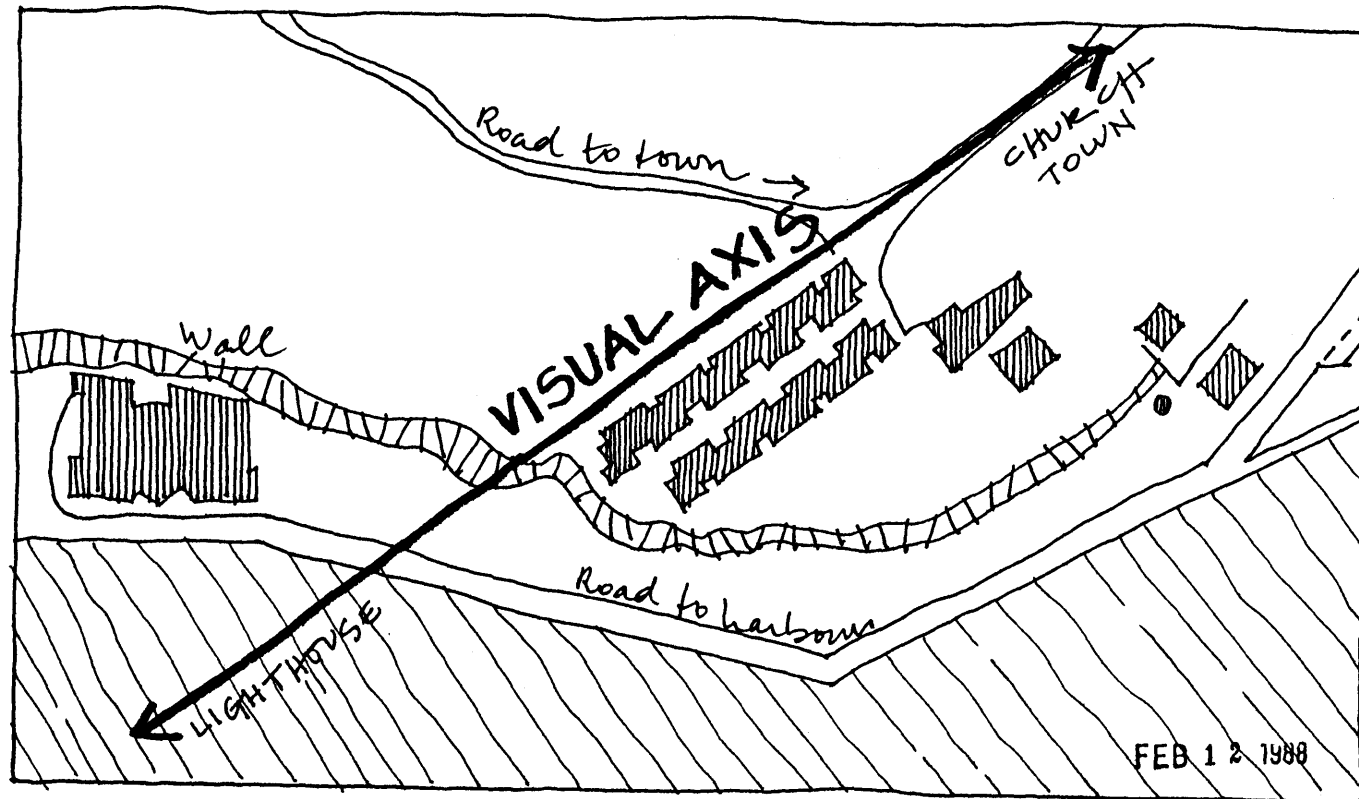 Road to town →
CHURCH
TOWN
VISUAL AXIS
Wall
Road to harbour
LIGHTHOUSE
FEB 12 1988